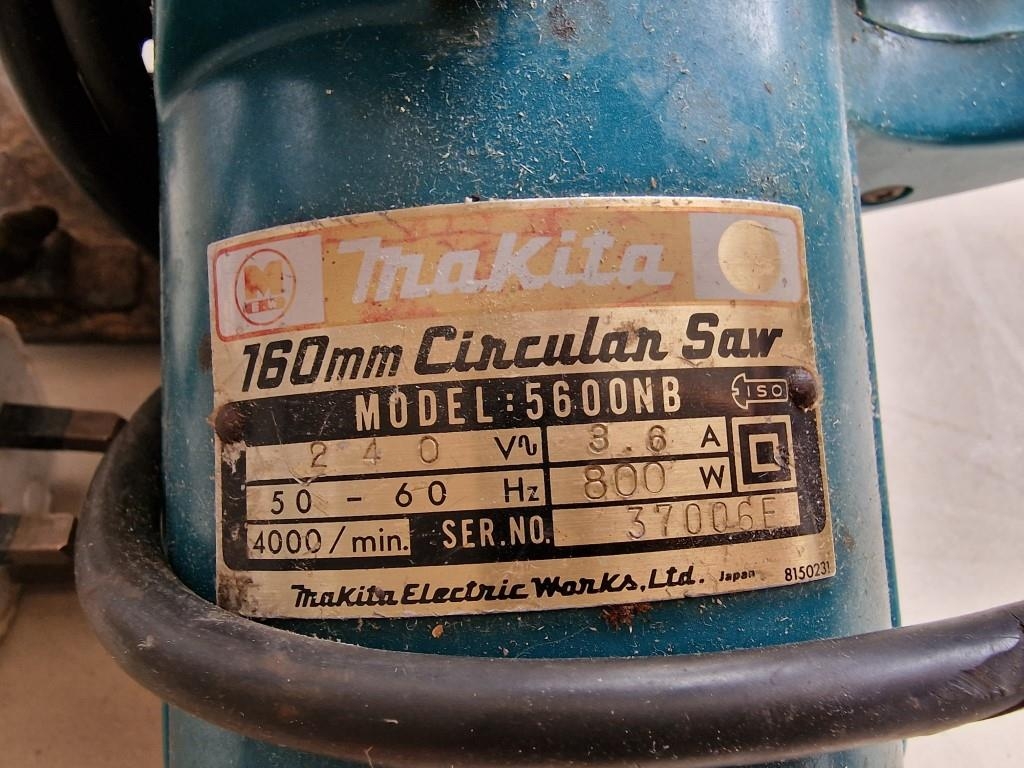 M
Makita
160mm Circular Saw
MODEL: 5600NB ISO
240 V~ 3.6 A
50 - 60 Hz 800 W
4000/min. SER.NO. 37006E
Makita Electric Works, Ltd. Japan 8150231